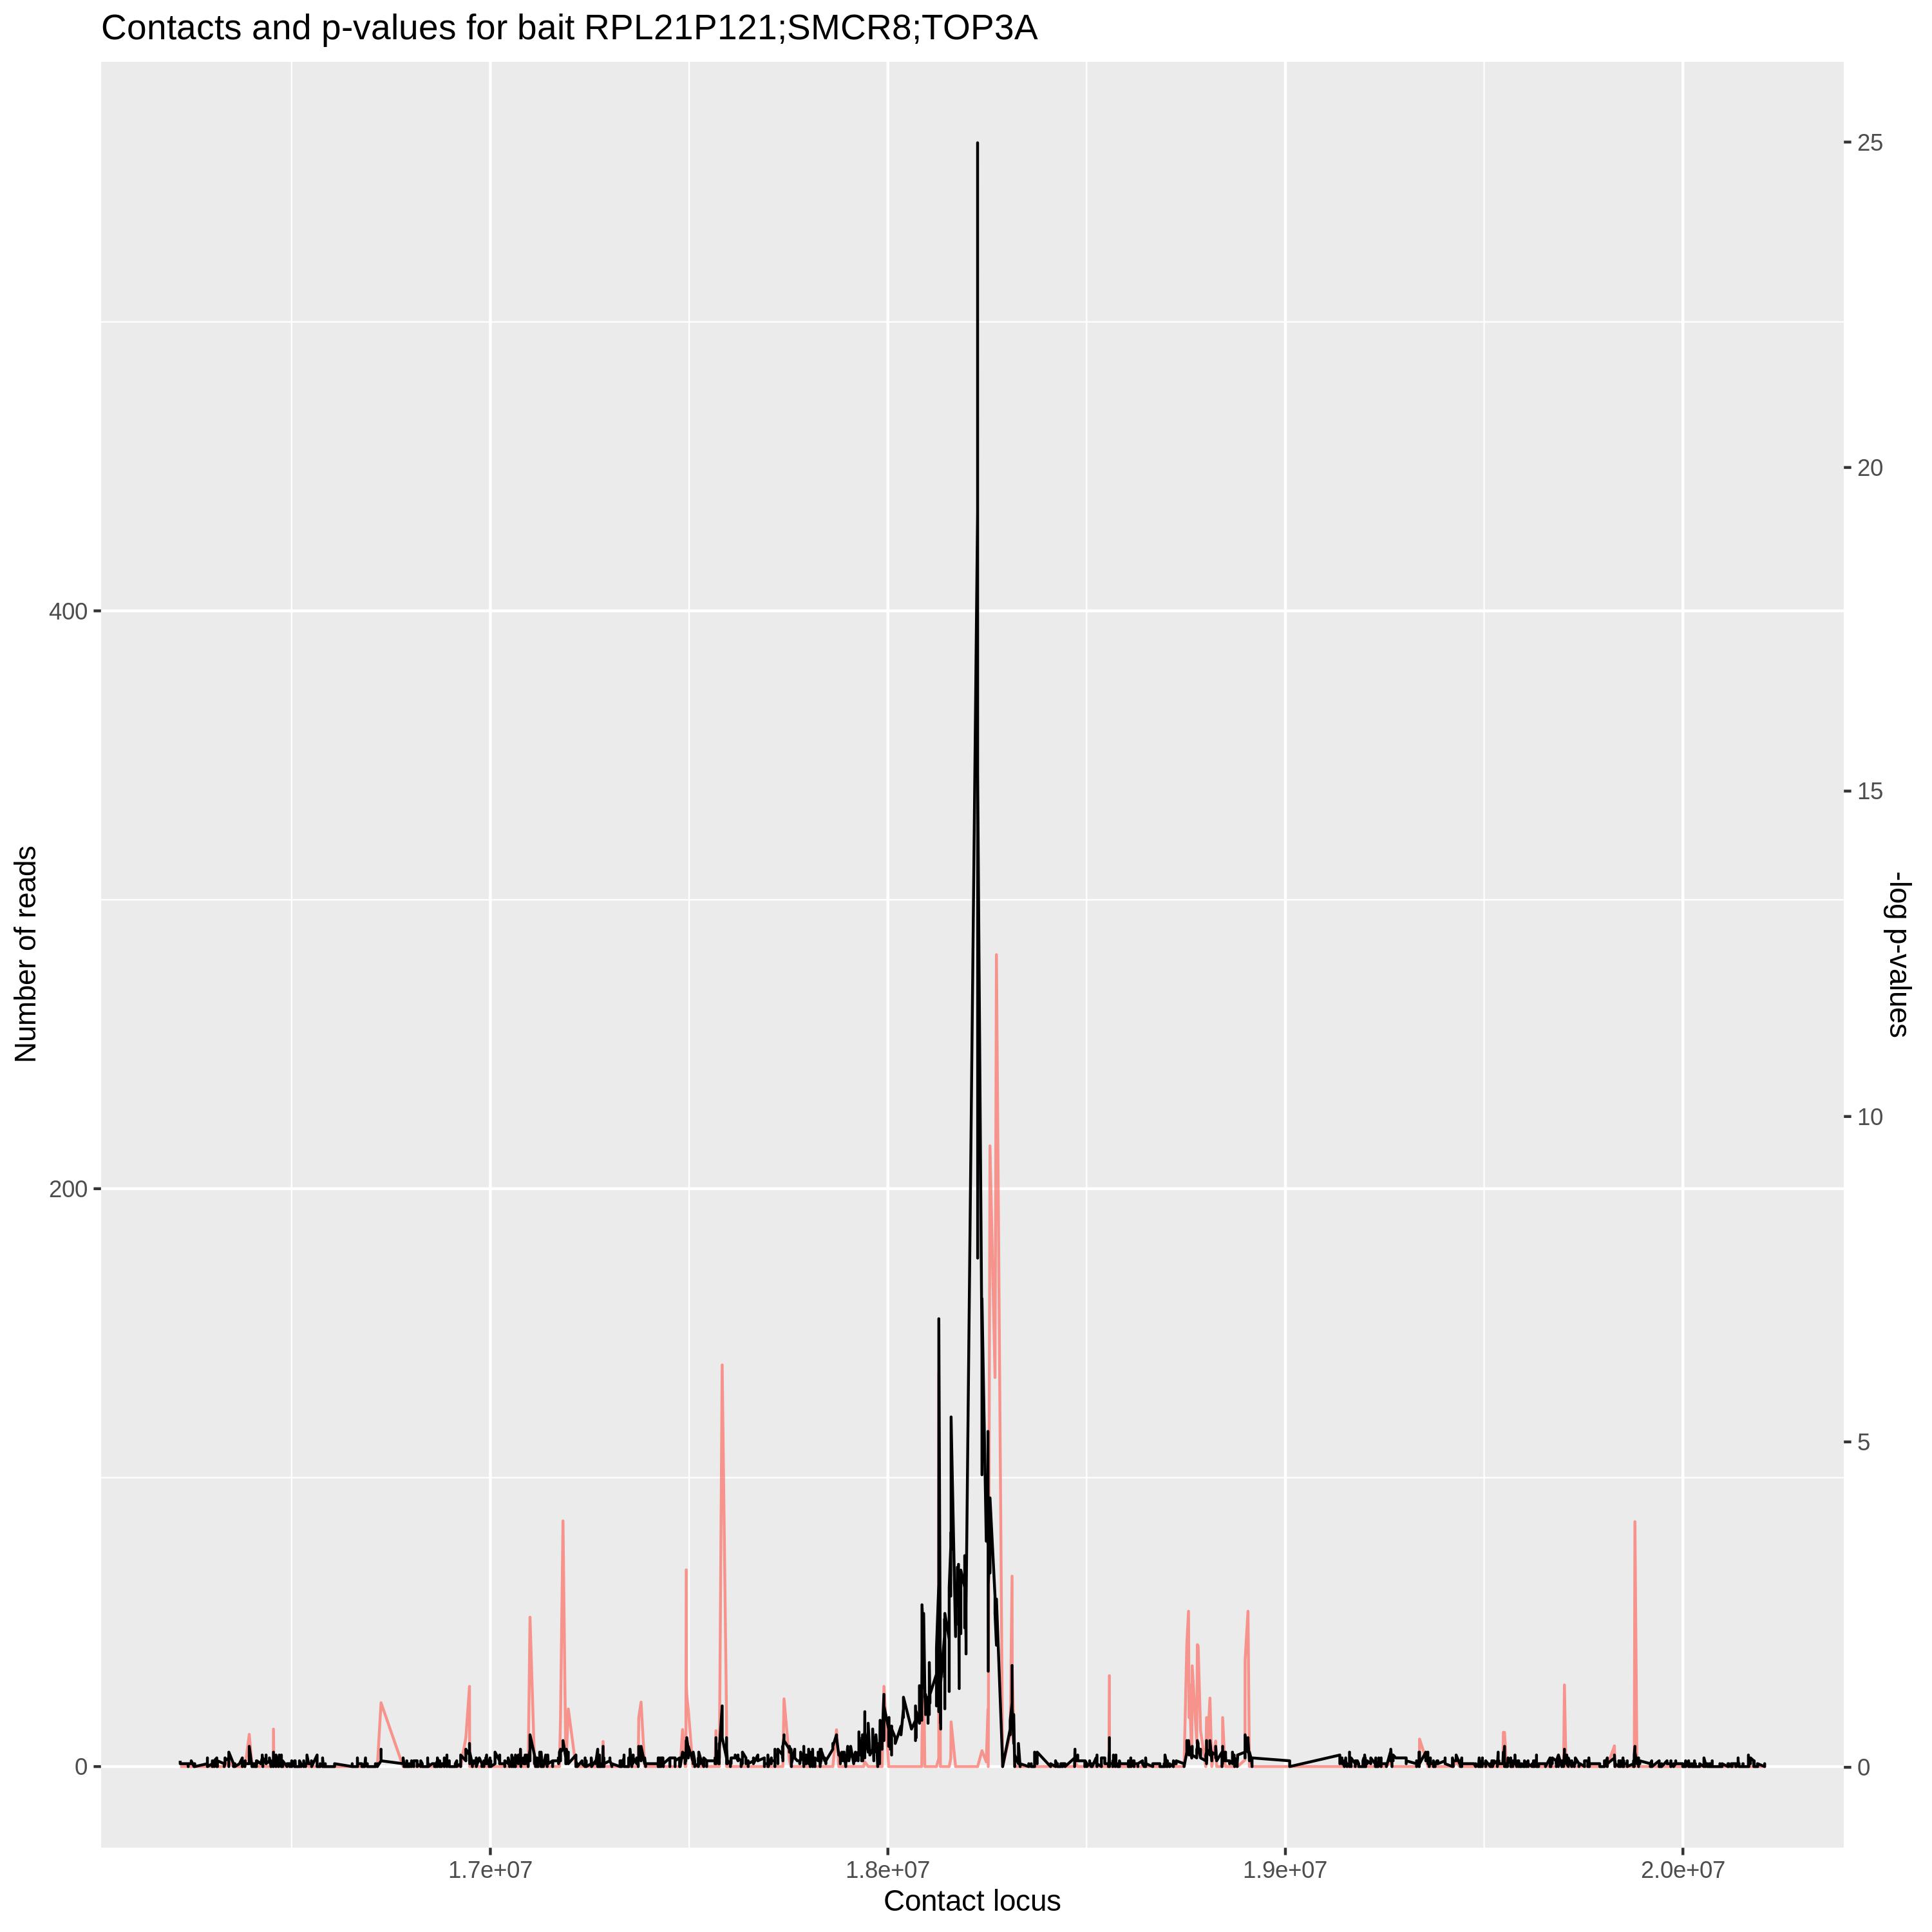 Contacts and p-values for bait RPL21P121;SMCR8;TOP3A
Number of reads
400
200
0
25
20
15
10
5
0
-log p-values
1.7e+07
1.8e+07
1.9e+07
2.0e+07
Contact locus